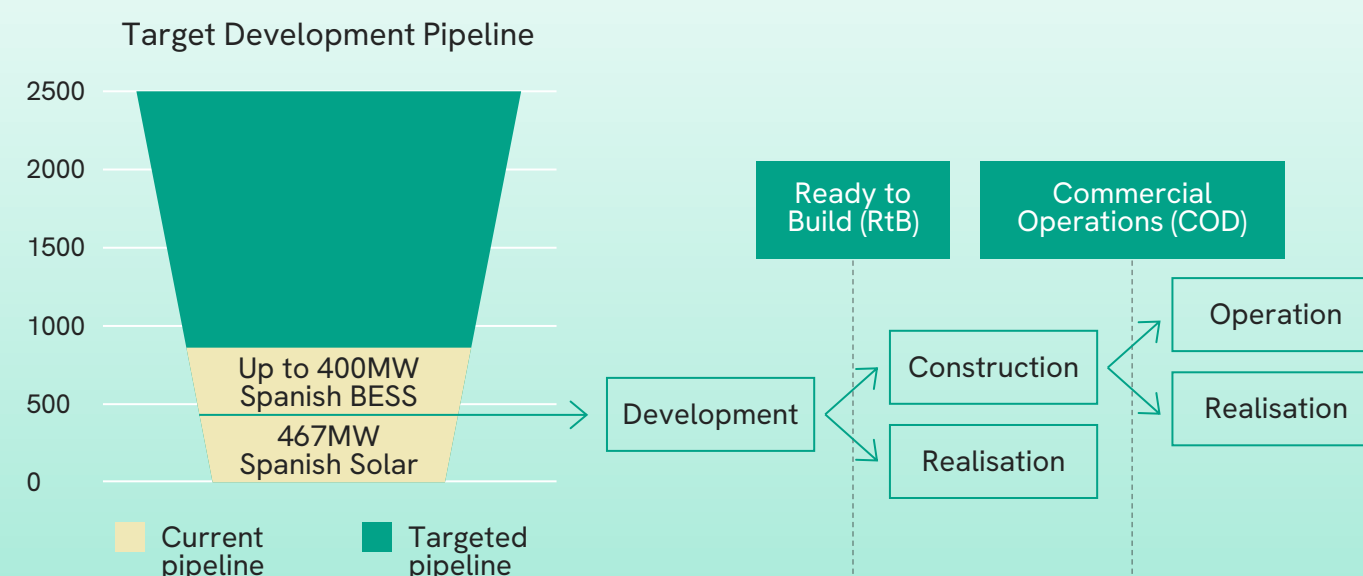 Target Development Pipeline
2500
2000
1500
1000
500
0
Up to 400MW
Spanish BESS
467MW
Spanish Solar
Current
pipeline
Targeted
pipeline
Development
Ready to
Build (RtB)
Construction
Realisation
Commercial
Operations (COD)
Operation
Realisation